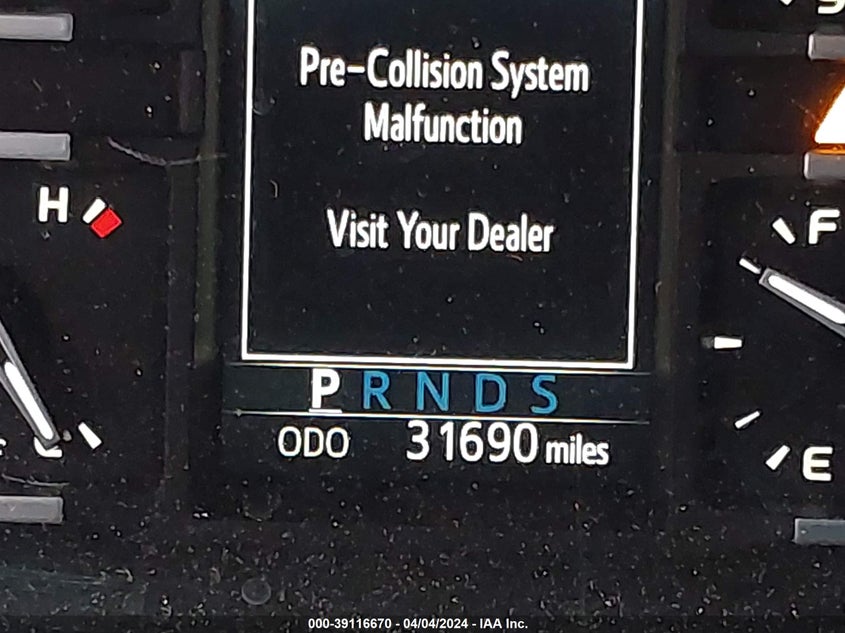 Pre-Collision System
Malfunction
Visit Your Dealer
H
F
E
P R N D S
ODO 31690 miles
000-39116670 - 04/04/2024 - IAA Inc.